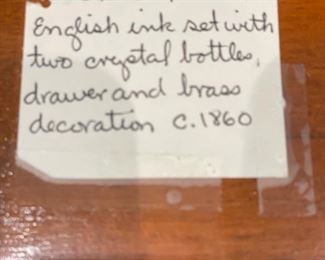 English ink set with
two crystal bottles,
drawer and brass
decoration c.1860